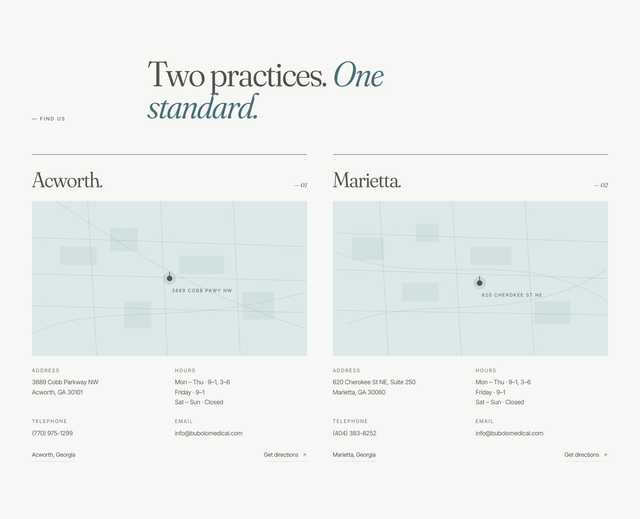 Two practices. One
standard.
— FIND US
Acworth.
— 01
3889 COBB PKWY NW
ADDRESS
3889 Cobb Parkway NW
Acworth, GA 30101
HOURS
Mon – Thu · 9–1, 3–6
Friday · 9–1
Sat – Sun · Closed
TELEPHONE
(770) 975-1299
EMAIL
info@bubolomedical.com
Acworth, Georgia
Get directions
Marietta.
— 02
620 CHEROKEE ST NE
ADDRESS
620 Cherokee St NE, Suite 250
Marietta, GA 30060
HOURS
Mon – Thu · 9–1, 3–6
Friday · 9–1
Sat – Sun · Closed
TELEPHONE
(404) 383-8252
EMAIL
info@bubolomedical.com
Marietta, Georgia
Get directions